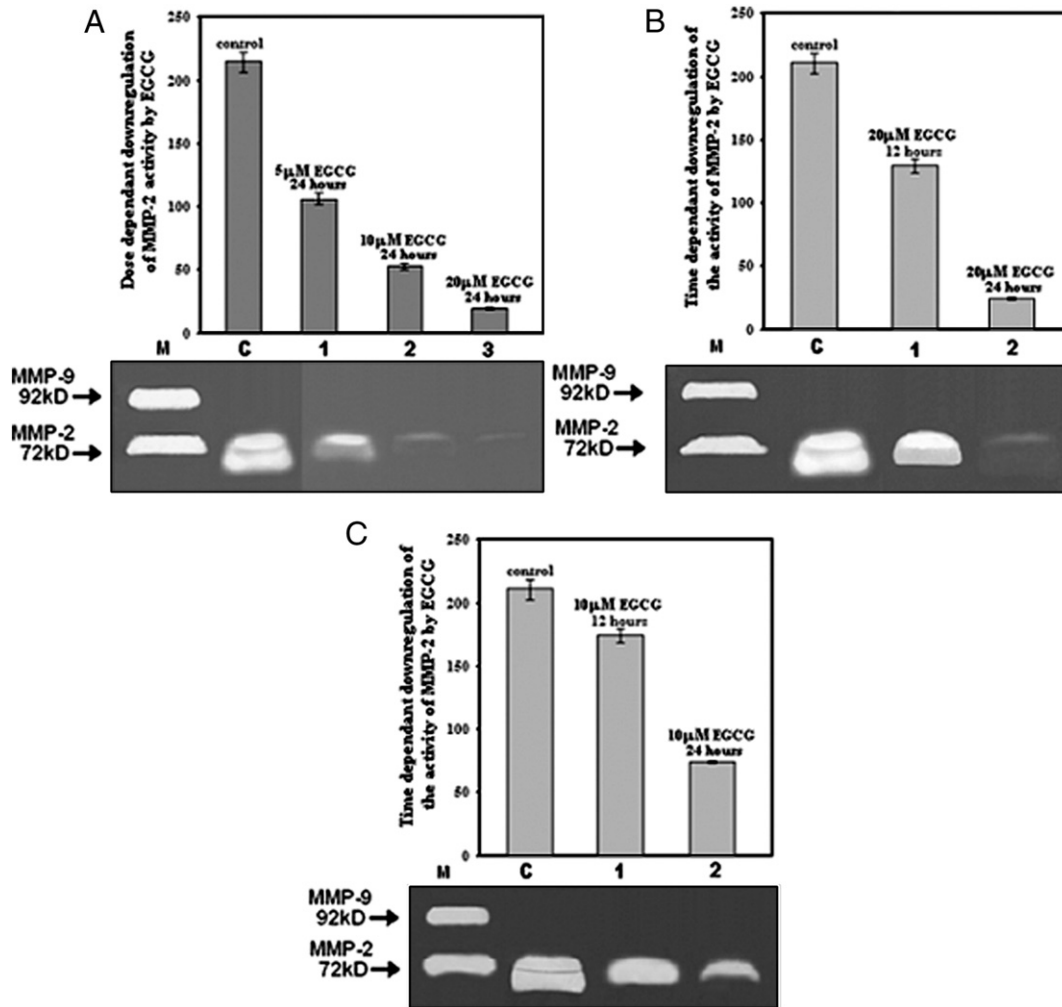 A
Dose dependant downregulation
of MMP-2 activity by EGCG
250
200
150
100
50
0
control
5µM EGCG
24 hours
10µM EGCG
24 hours
20µM EGCG
24 hours
M C 1 2 3
MMP-9
92kD
MMP-2
72kD
B
Time dependant downregulation of
the activity of MMP-2 by EGCG
250
200
150
100
50
0
control
20µM EGCG
12 hours
20µM EGCG
24 hours
M C 1 2
MMP-9
92kD
MMP-2
72kD
C
Time dependant downregulation of
the activity of MMP-2 by EGCG
250
200
150
100
50
0
control
10µM EGCG
12 hours
10µM EGCG
24 hours
M C 1 2
MMP-9
92kD
MMP-2
72kD